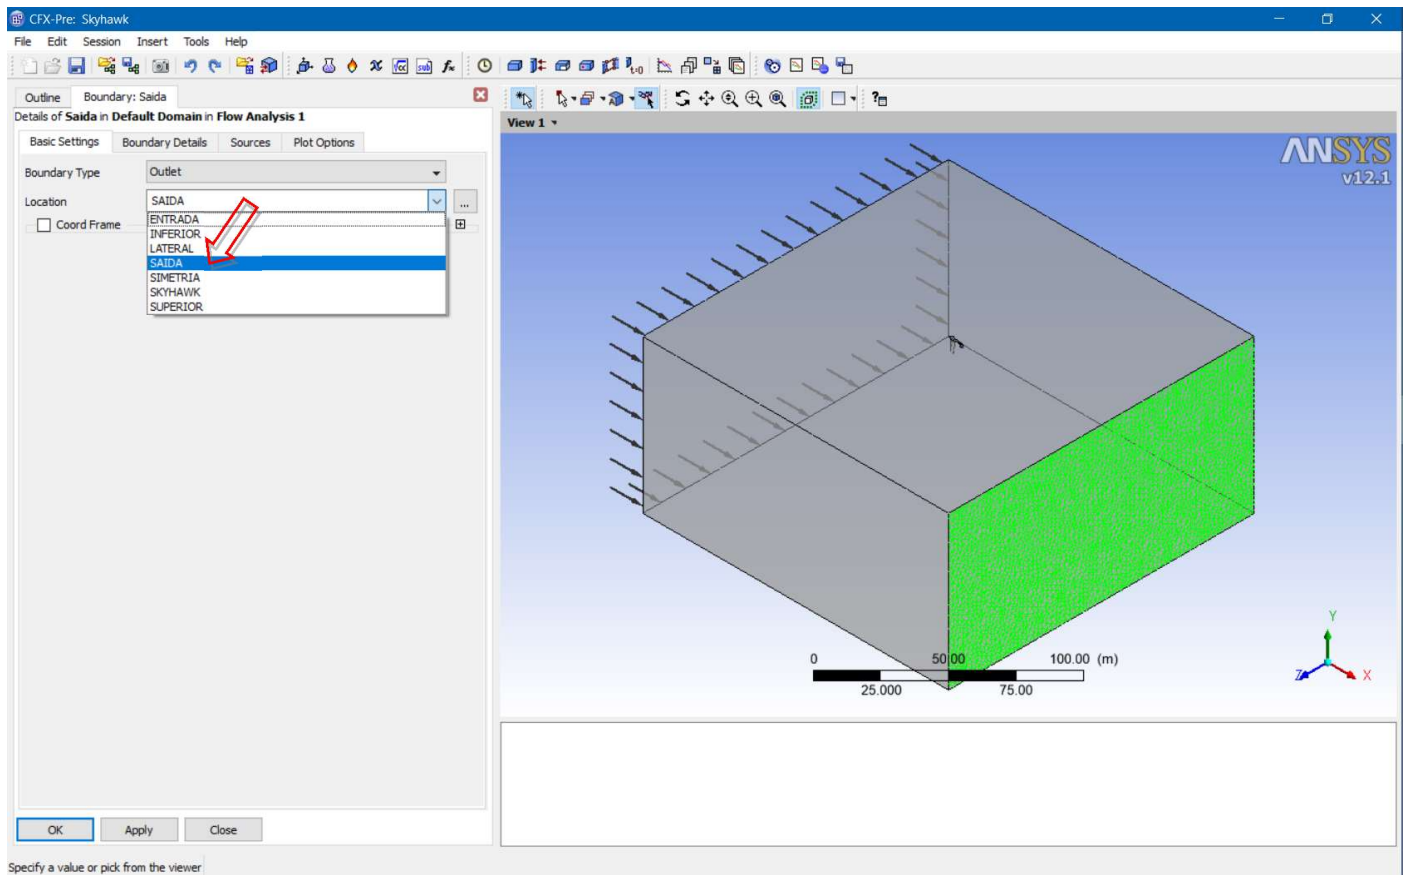 CFX-Pre: Skyhawk
File Edit Session Insert Tools Help
Outline Boundary: Saida
Details of Saida in Default Domain in Flow Analysis 1
Basic Settings Boundary Details Sources Plot Options
Boundary Type Outlet
Location SAIDA ...
Coord Frame
ENTRADA
INFERIOR
LATERAL
SAIDA
SIMETRIA
SKYHAWK
SUPERIOR
OK Apply Close
Specify a value or pick from the viewer
View 1
ANSYS
v12.1
0 50.00 100.00 (m)
25.000 75.00
Y
Z X